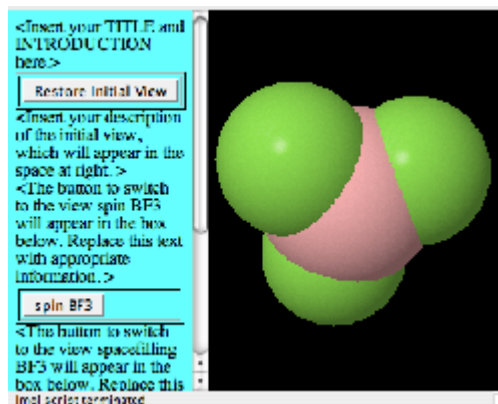 <Insert your TITLE and
INTRODUCTION
here.>
Restore Initial View
<Insert your description
of the initial view,
which will appear in the
space at right. >
<The button to switch
to the view spin BF3
will appear in the box
below. Replace this text
with appropriate
information. >
spin BF3
<The button to switch
to the view spacefilling
BF3 will appear in the
box below. Replace this
Jmol script terminated